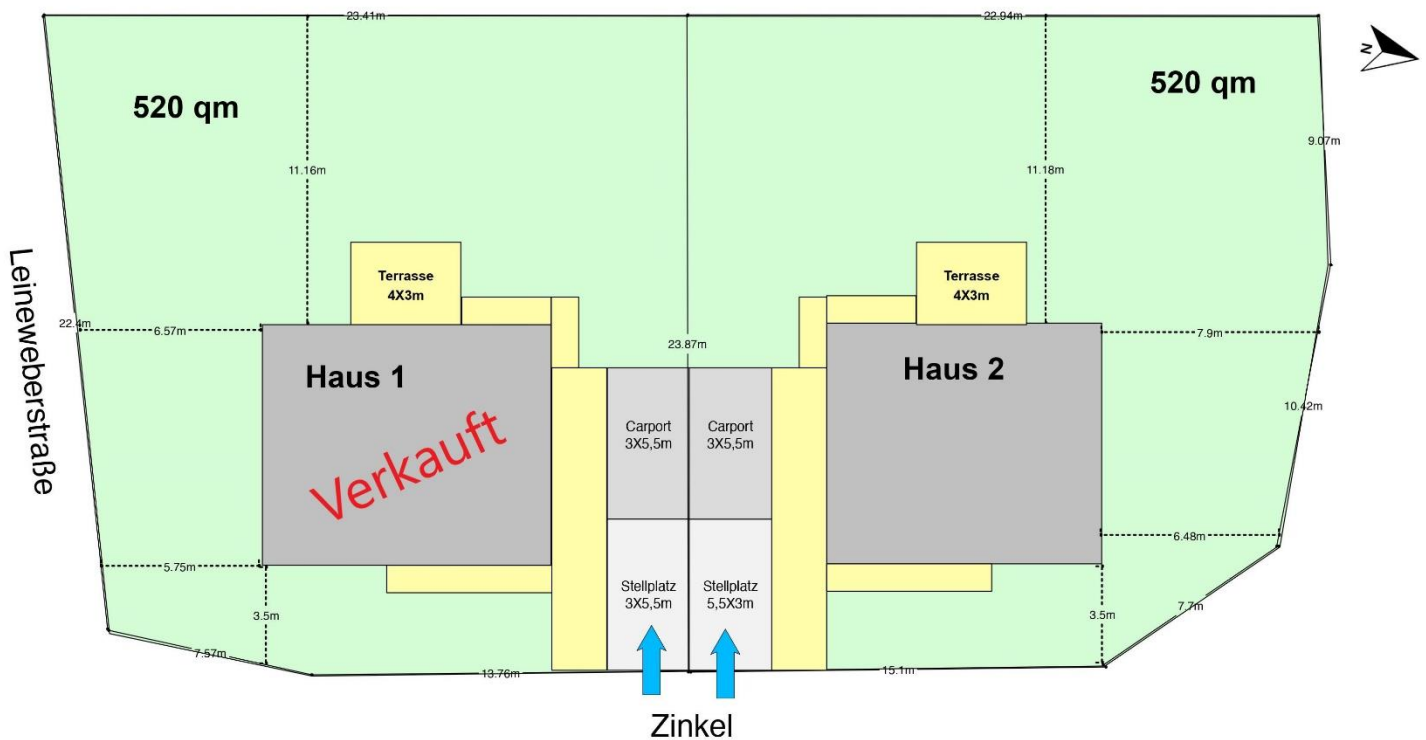 23.41m
22.94m
N
520 qm
520 qm
9.07m
11.16m
11.18m
Leineweberstraße
Terrasse
4X3m
Terrasse
4X3m
22.4m
6.57m
7.9m
23.87m
Haus 1
Haus 2
10.42m
Verkauft
Carport
3X5,5m
Carport
3X5,5m
6.48m
5.75m
Stellplatz
3X5,5m
Stellplatz
5,5X3m
3.5m
3.5m
7.7m
7.57m
13.76m
15.1m
Zinkel